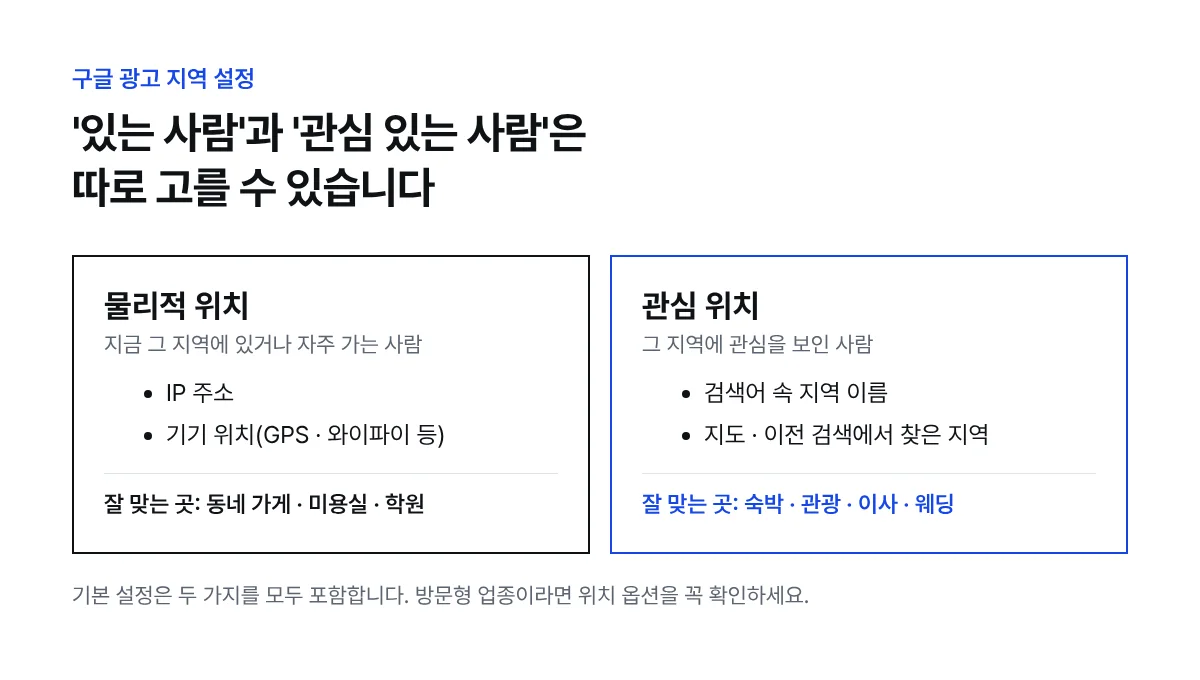 구글 광고 지역 설정
'있는 사람'과 '관심 있는 사람'은
따로 고를 수 있습니다
물리적 위치
지금 그 지역에 있거나 자주 가는 사람
• IP 주소
• 기기 위치(GPS · 와이파이 등)
잘 맞는 곳: 동네 가게 · 미용실 · 학원
관심 위치
그 지역에 관심을 보인 사람
• 검색어 속 지역 이름
• 지도 · 이전 검색에서 찾은 지역
잘 맞는 곳: 숙박 · 관광 · 이사 · 웨딩
기본 설정은 두 가지를 모두 포함합니다. 방문형 업종이라면 위치 옵션을 꼭 확인하세요.